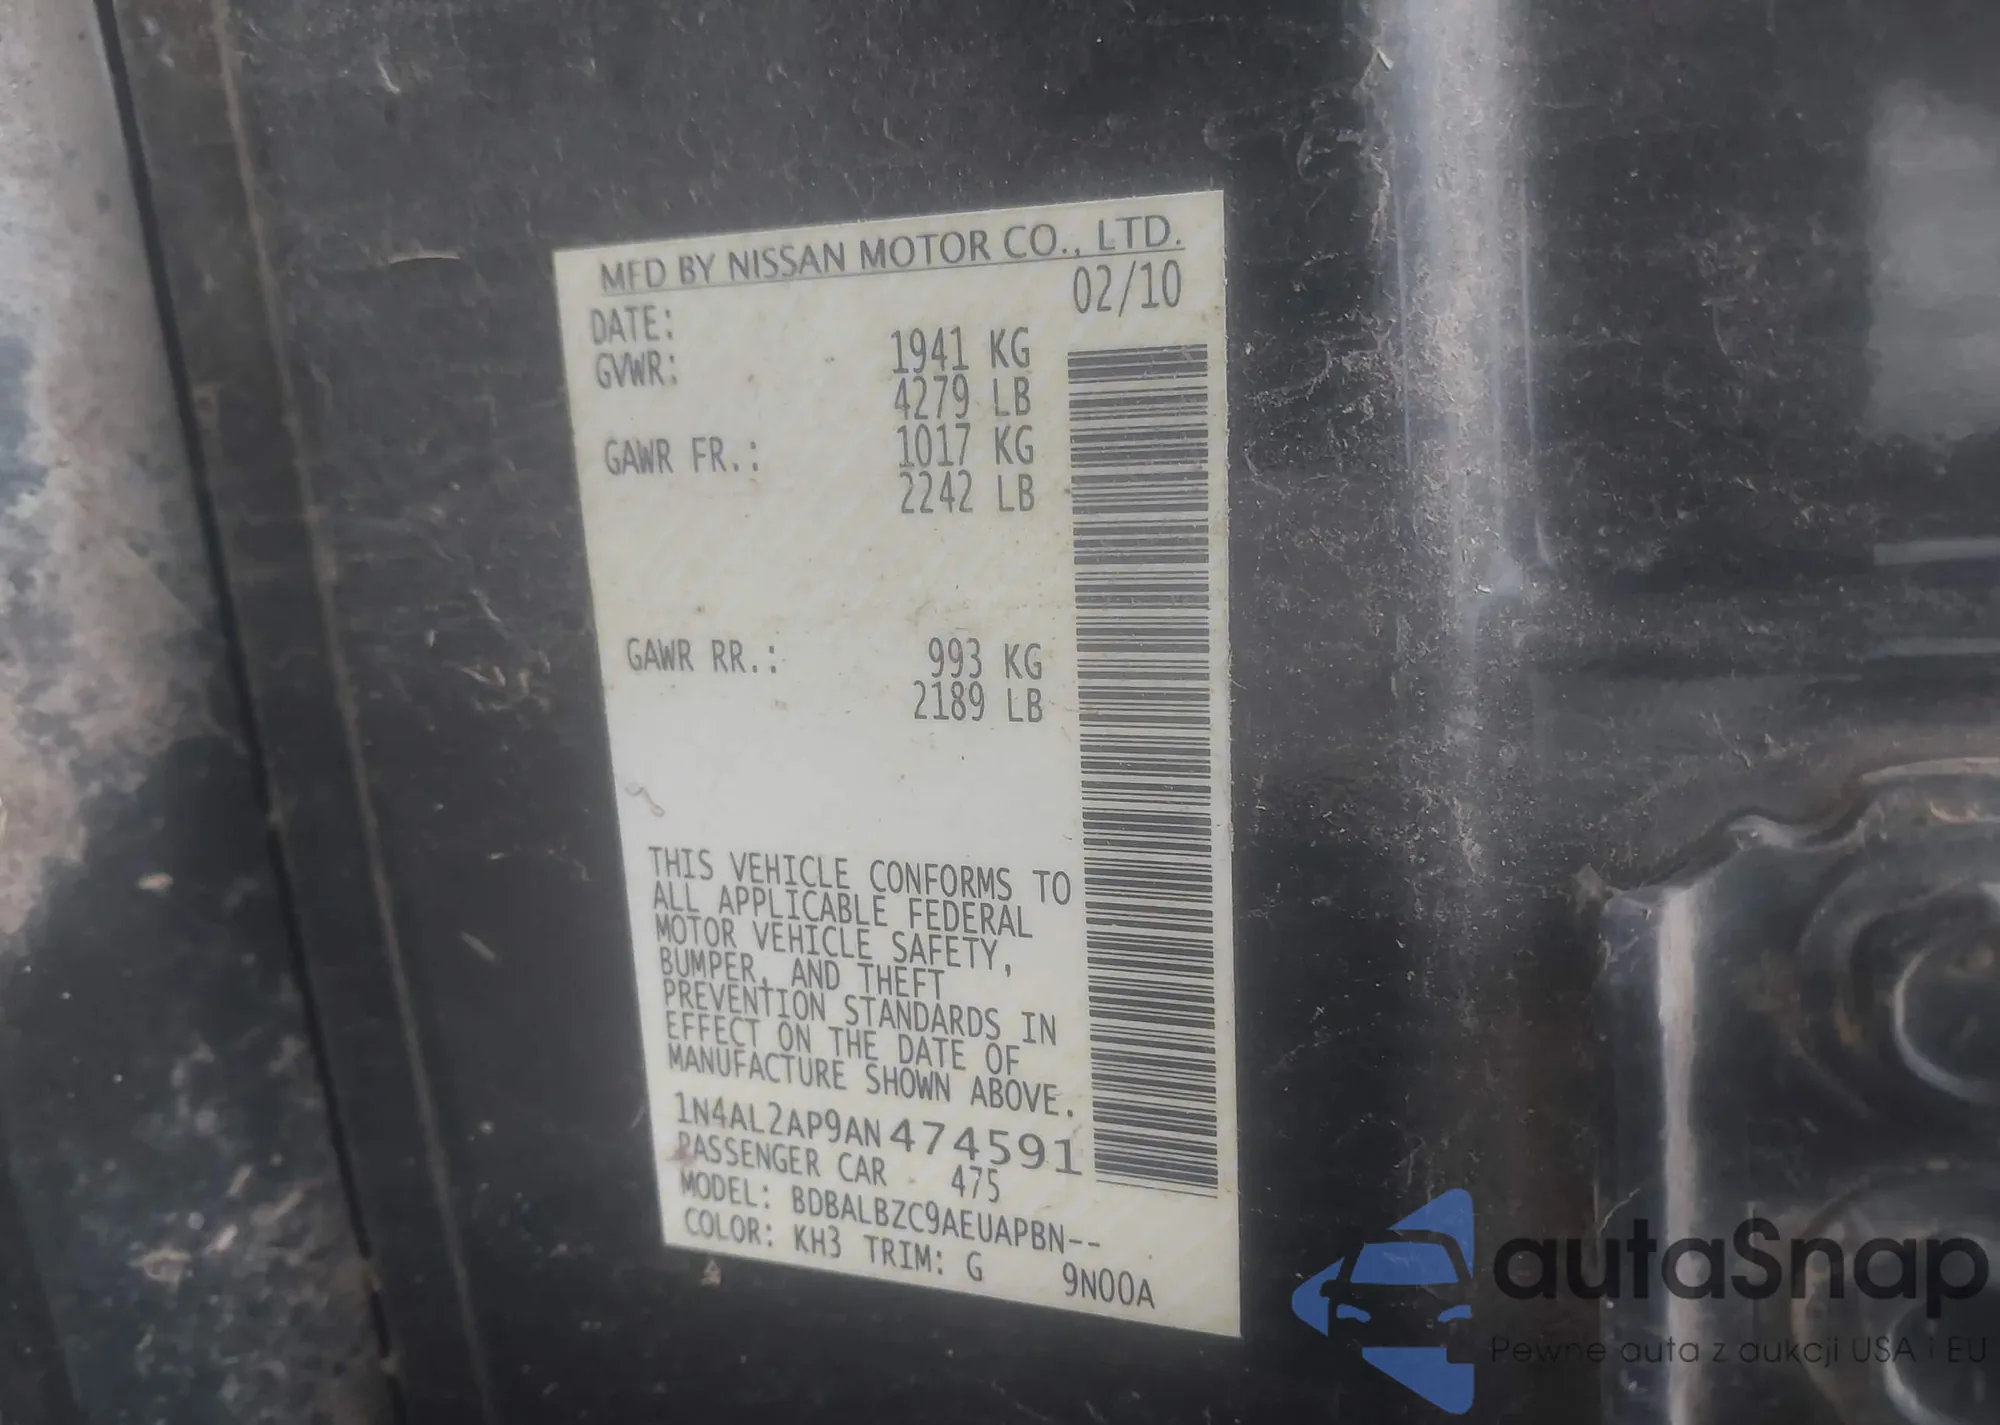 MFD BY NISSAN MOTOR CO., LTD.
DATE: 02/10
GVWR: 1941 KG
4279 LB
GAWR FR.: 1017 KG
2242 LB
GAWR RR.: 993 KG
2189 LB
THIS VEHICLE CONFORMS TO
ALL APPLICABLE FEDERAL
MOTOR VEHICLE SAFETY,
BUMPER, AND THEFT
PREVENTION STANDARDS IN
EFFECT ON THE DATE OF
MANUFACTURE SHOWN ABOVE.
1N4AL2AP9AN474591
PASSENGER CAR 475
MODEL: BDBALBZC9AEUAPBN--
COLOR: KH3 TRIM: G 9N00A
autaSnap
Pewne auta z aukcji USA i EU